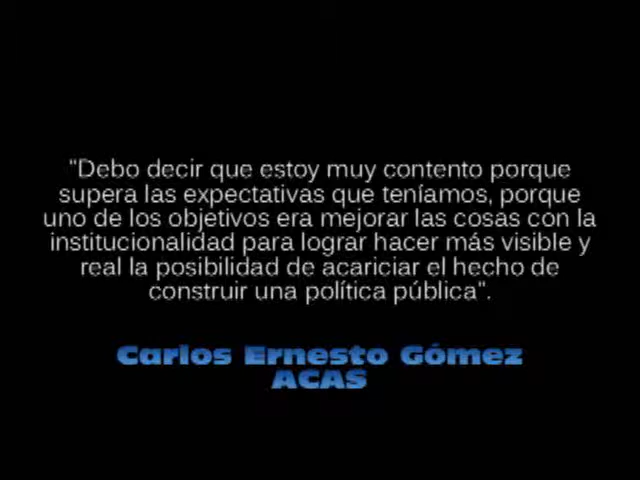 "Debo decir que estoy muy contento porque
supera las expectativas que teníamos, porque
uno de los objetivos era mejorar las cosas con la
institucionalidad para lograr hacer más visible y
real la posibilidad de acariciar el hecho de
construir una política pública".
Carlos Ernesto Gómez
ACAS